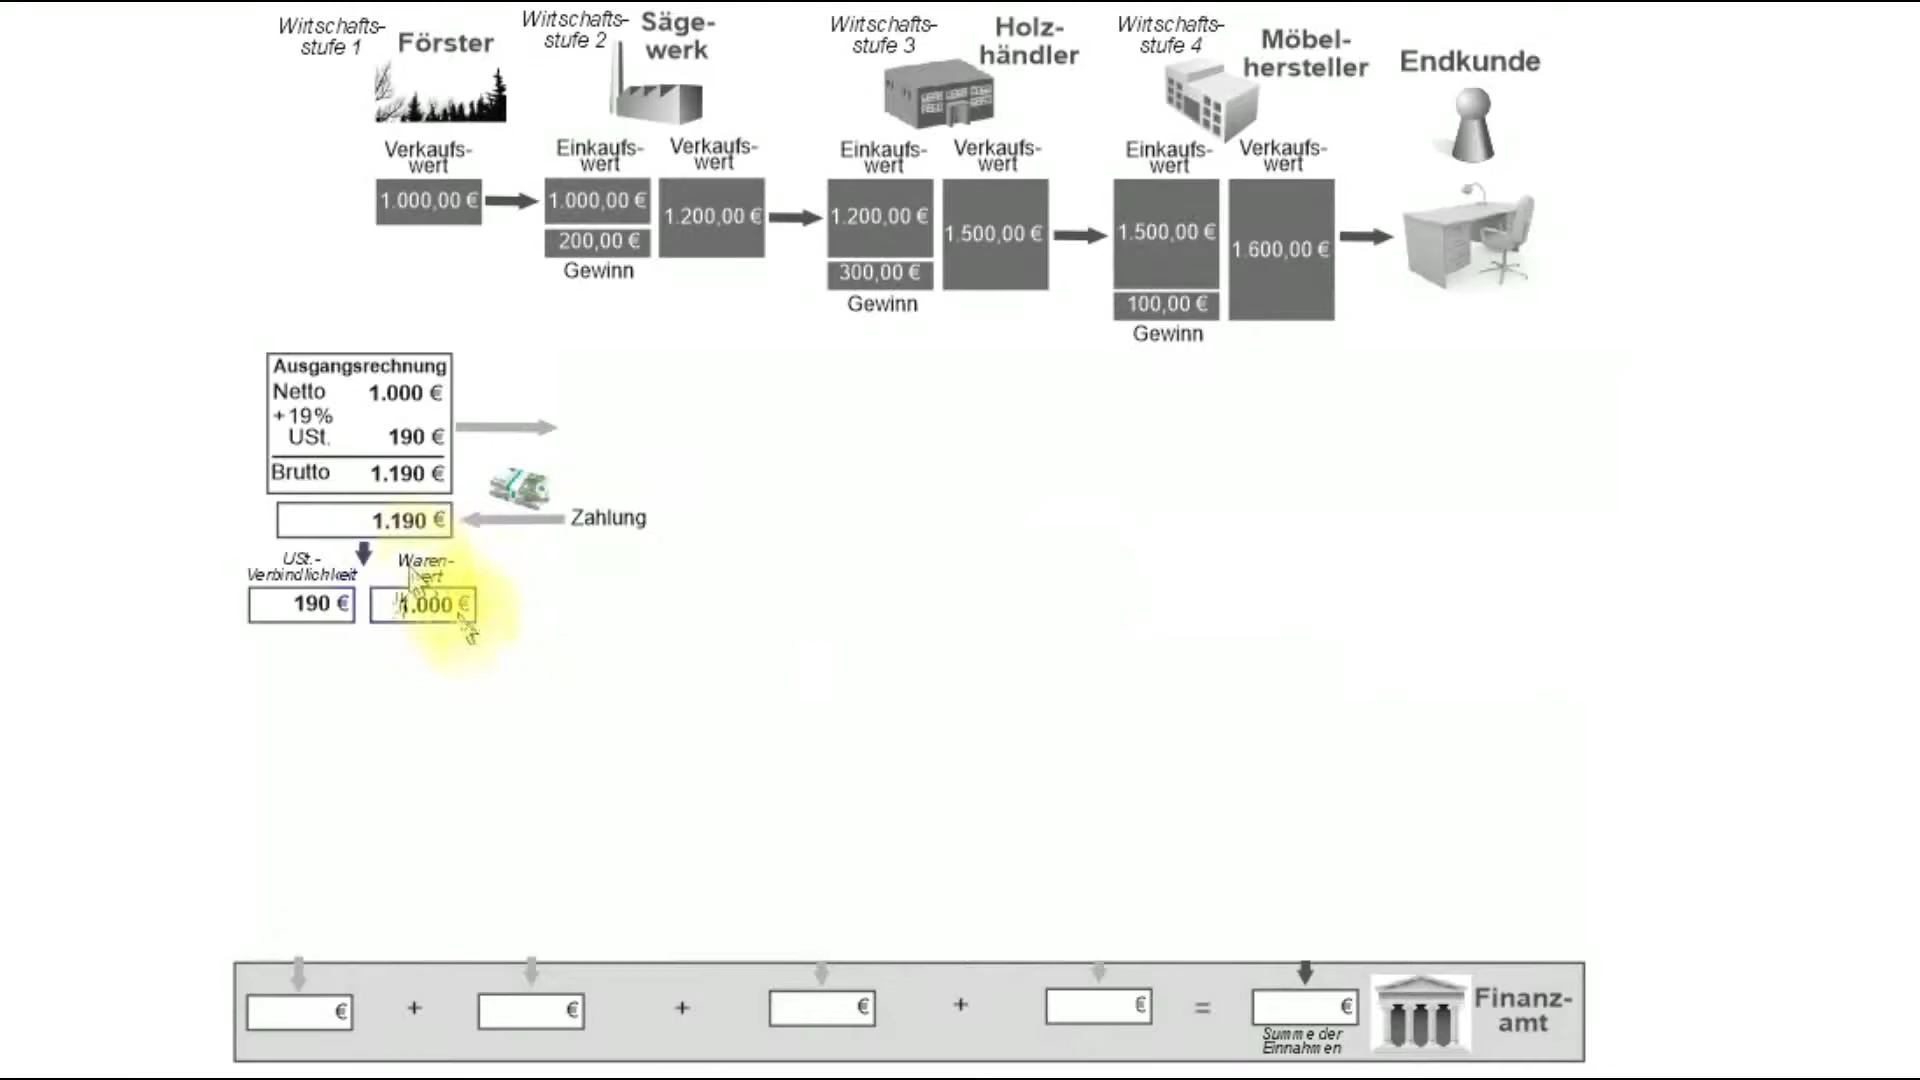 Wirtschafts-
stufe 1
Förster
Wirtschafts-
stufe 2
Säge-
werk
Wirtschafts-
stufe 3
Holz-
händler
Wirtschafts-
stufe 4
Möbel-
hersteller
Endkunde
Verkaufs-
wert
Einkaufs-
wert
Verkaufs-
wert
Einkaufs-
wert
Verkaufs-
wert
Einkaufs-
wert
Verkaufs-
wert
1.000,00 €
1.000,00 €
200,00 €
Gewinn
1.200,00 €
1.200,00 €
300,00 €
Gewinn
1.500,00 €
1.500,00 €
100,00 €
Gewinn
1.600,00 €
Ausgangsrechnung
Netto 1.000 €
+19%
USt. 190 €
Brutto 1.190 €
1.190 €
Zahlung
USt.-
Verbindlichkeit
Waren-
wert
190 €
1.000 €
€ + € + € + € = €
Summe der
Einnahmen
Finanz-
amt